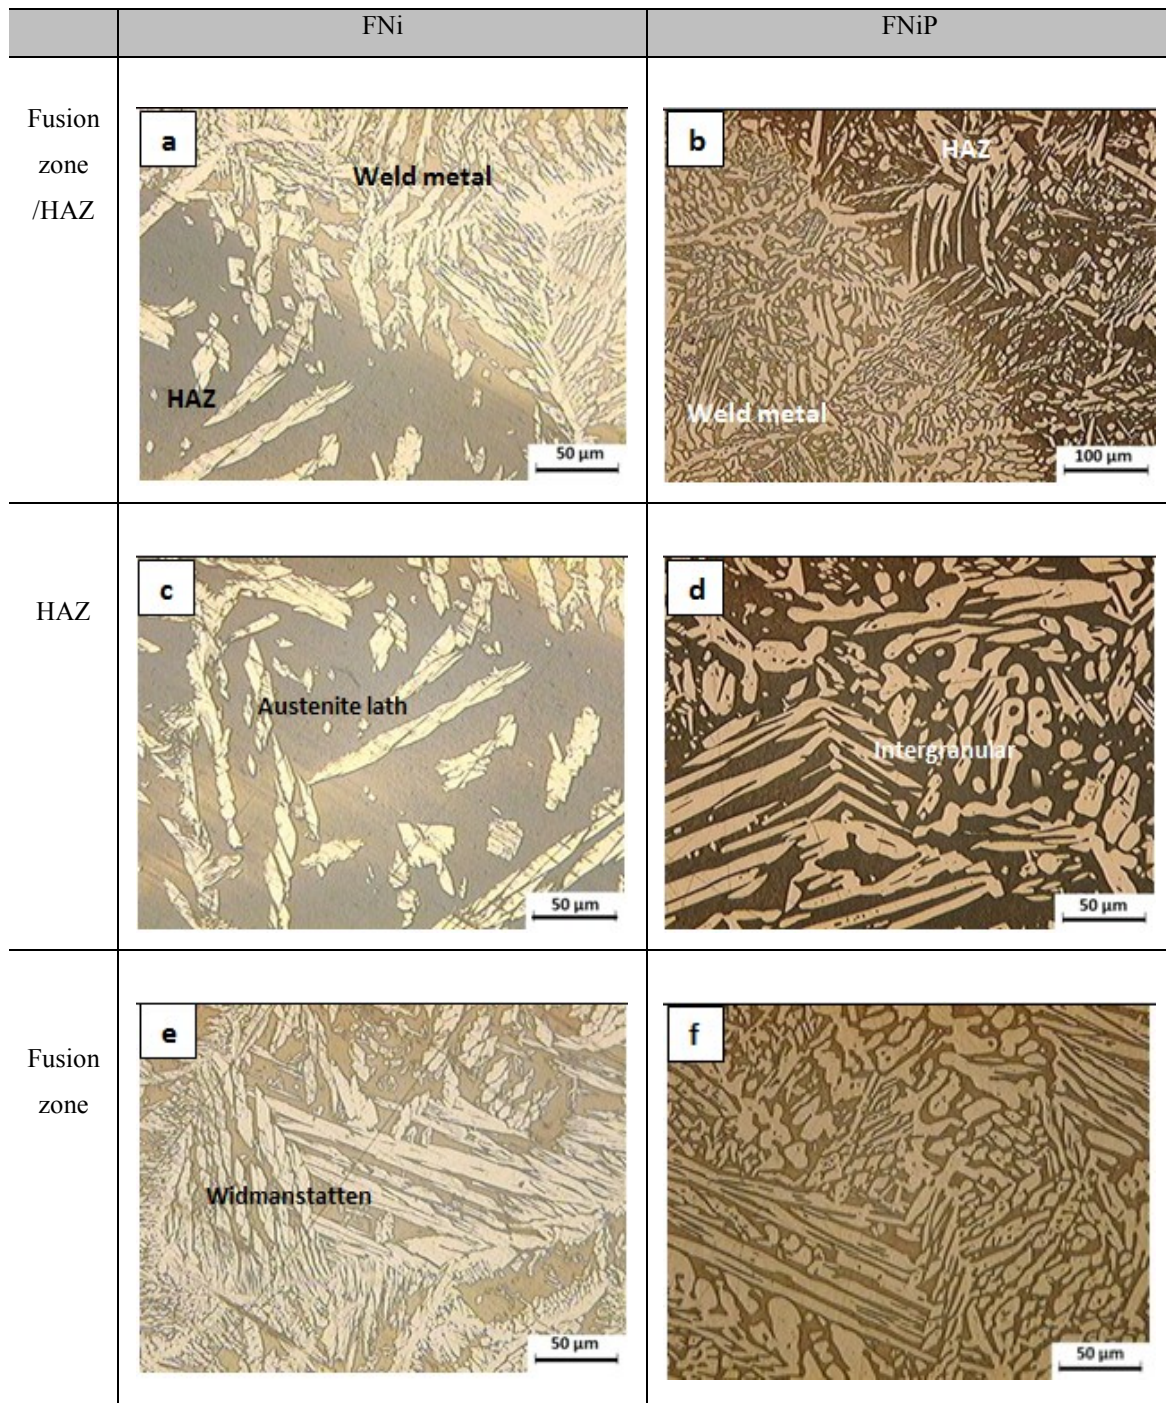 FNi
FNiP
Fusion
zone
/HAZ
a
Weld metal
HAZ
50 µm
b
HAZ
Weld metal
100 µm
HAZ
c
Austenite lath
50 µm
d
Intergranular
50 µm
Fusion
zone
e
Widmanstatten
50 µm
f
50 µm